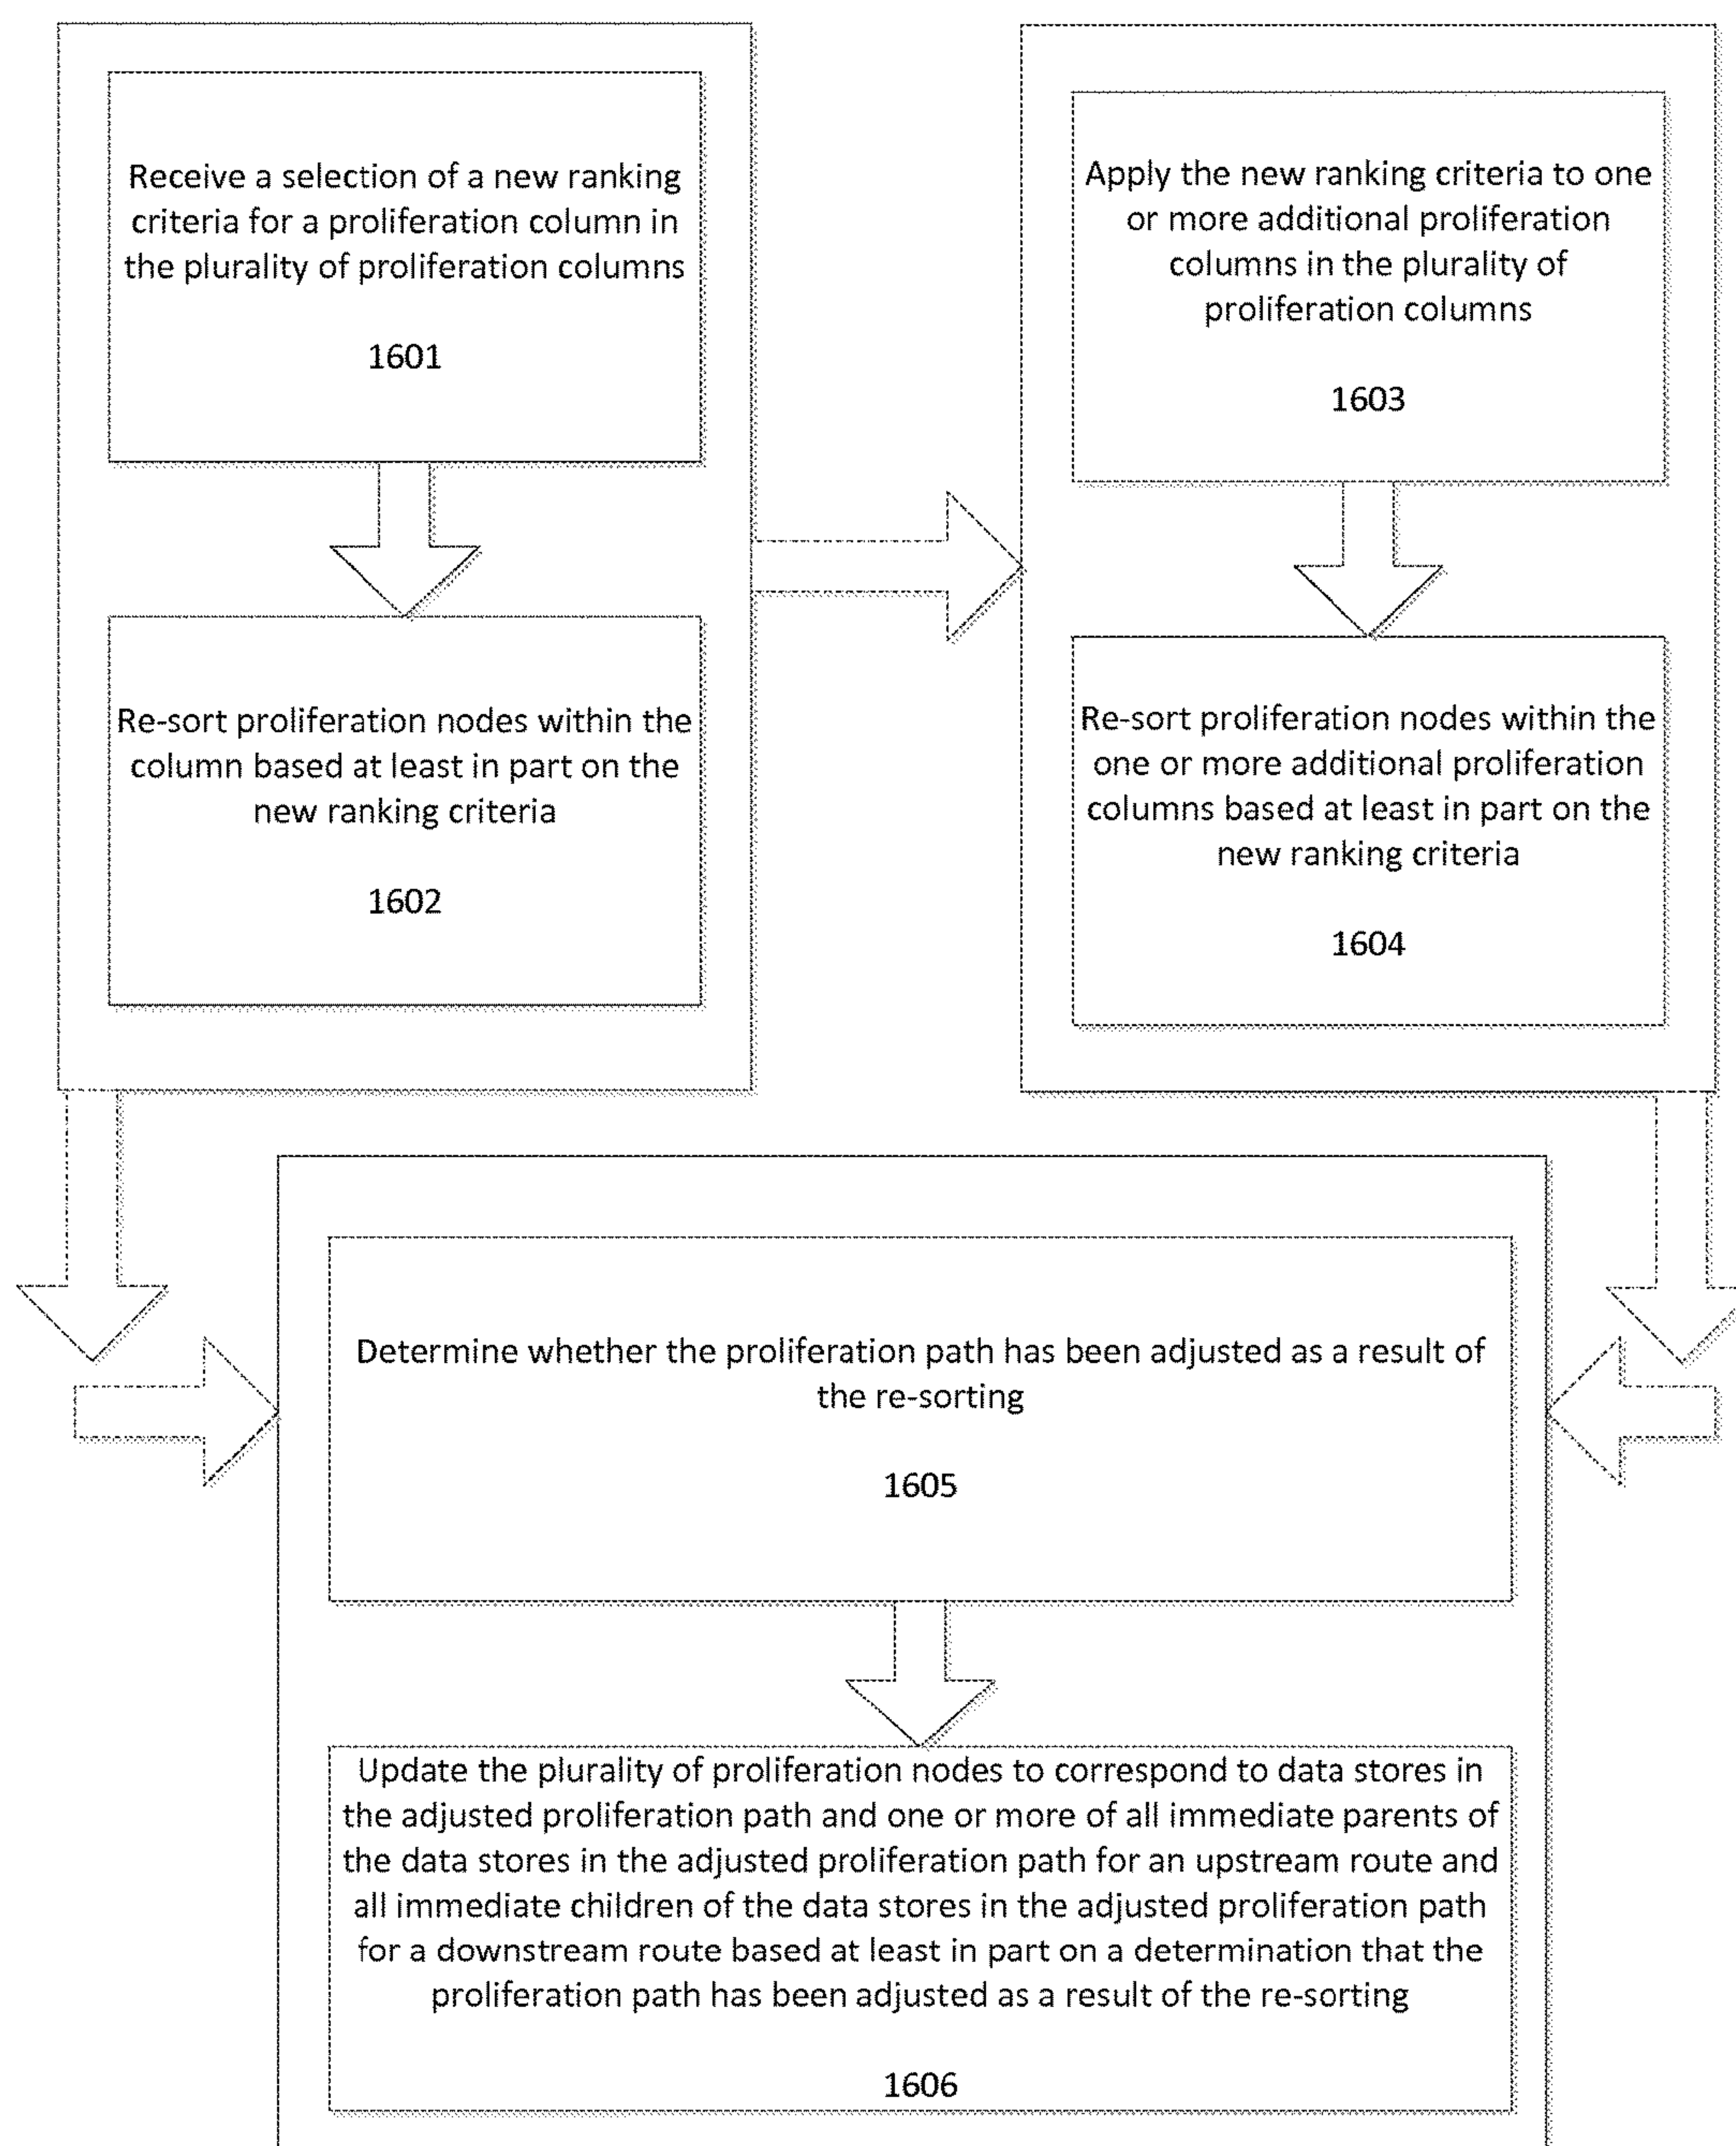 Receive a selection of a new ranking
criteria for a proliferation column in
the plurality of proliferation columns
1601
Re-sort proliferation nodes within the
column based at least in part on the
new ranking criteria
1602
Apply the new ranking criteria to one
or more additional proliferation
columns in the plurality of
proliferation columns
1603
Re-sort proliferation nodes within the
one or more additional proliferation
columns based at least in part on the
new ranking criteria
1604
Determine whether the proliferation path has been adjusted as a result of
the re-sorting
1605
Update the plurality of proliferation nodes to correspond to data stores in
the adjusted proliferation path and one or more of all immediate parents of
the data stores in the adjusted proliferation path for an upstream route and
all immediate children of the data stores in the adjusted proliferation path
for a downstream route based at least in part on a determination that the
proliferation path has been adjusted as a result of the re-sorting
1606